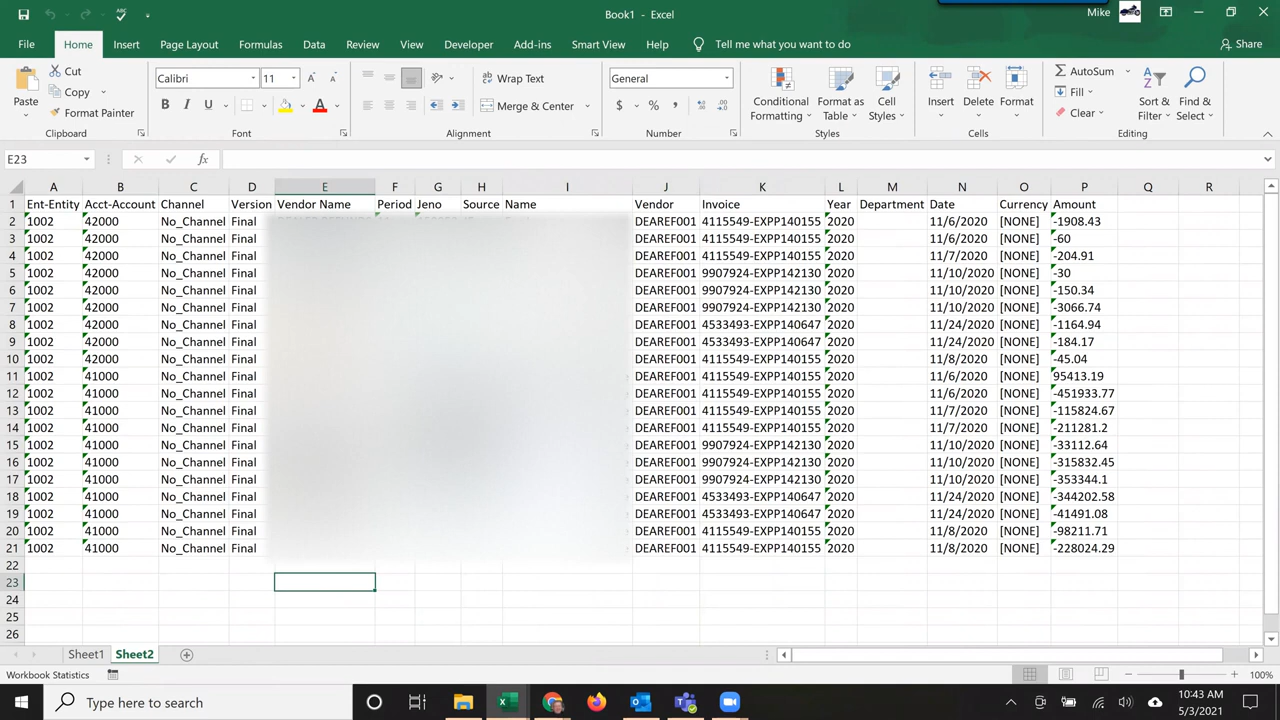 Book1 - Excel
Mike
File Home Insert Page Layout Formulas Data Review View Developer Add-ins Smart View Help Tell me what you want to do Share
Paste Cut Copy Format Painter Clipboard
Calibri 11 B I U A Font
Wrap Text Merge & Center Alignment
General $ % , Number
Conditional Formatting Format as Table Cell Styles Styles
Insert Delete Format Cells
AutoSum Fill Clear Sort & Filter Find & Select Editing
E23 fx
A B C D E F G H I J K L M N O P Q R
1 Ent-Entity Acct-Account Channel Version Vendor Name Period Jeno Source Name Vendor Invoice Year Department Date Currency Amount
2 1002 42000 No_Channel Final DEAREF001 4115549-EXPP140155 2020 11/6/2020 [NONE] -1908.43
3 1002 42000 No_Channel Final DEAREF001 4115549-EXPP140155 2020 11/6/2020 [NONE] -60
4 1002 42000 No_Channel Final DEAREF001 4115549-EXPP140155 2020 11/7/2020 [NONE] -204.91
5 1002 42000 No_Channel Final DEAREF001 9907924-EXPP142130 2020 11/10/2020 [NONE] -30
6 1002 42000 No_Channel Final DEAREF001 9907924-EXPP142130 2020 11/10/2020 [NONE] -150.34
7 1002 42000 No_Channel Final DEAREF001 9907924-EXPP142130 2020 11/10/2020 [NONE] -3066.74
8 1002 42000 No_Channel Final DEAREF001 4533493-EXPP140647 2020 11/24/2020 [NONE] -1164.94
9 1002 42000 No_Channel Final DEAREF001 4533493-EXPP140647 2020 11/24/2020 [NONE] -184.17
10 1002 42000 No_Channel Final DEAREF001 4115549-EXPP140155 2020 11/8/2020 [NONE] -45.04
11 1002 41000 No_Channel Final DEAREF001 4115549-EXPP140155 2020 11/6/2020 [NONE] 95413.19
12 1002 41000 No_Channel Final DEAREF001 4115549-EXPP140155 2020 11/6/2020 [NONE] -451933.77
13 1002 41000 No_Channel Final DEAREF001 4115549-EXPP140155 2020 11/7/2020 [NONE] -115824.67
14 1002 41000 No_Channel Final DEAREF001 4115549-EXPP140155 2020 11/7/2020 [NONE] -211281.2
15 1002 41000 No_Channel Final DEAREF001 9907924-EXPP142130 2020 11/10/2020 [NONE] -33112.64
16 1002 41000 No_Channel Final DEAREF001 9907924-EXPP142130 2020 11/10/2020 [NONE] -315832.45
17 1002 41000 No_Channel Final DEAREF001 9907924-EXPP142130 2020 11/10/2020 [NONE] -353344.1
18 1002 41000 No_Channel Final DEAREF001 4533493-EXPP140647 2020 11/24/2020 [NONE] -344202.58
19 1002 41000 No_Channel Final DEAREF001 4533493-EXPP140647 2020 11/24/2020 [NONE] -41491.08
20 1002 41000 No_Channel Final DEAREF001 4115549-EXPP140155 2020 11/8/2020 [NONE] -98211.71
21 1002 41000 No_Channel Final DEAREF001 4115549-EXPP140155 2020 11/8/2020 [NONE] -228024.29
22
23
24
25
26
Sheet1 Sheet2
Workbook Statistics 100%
Type here to search
10:43 AM
5/3/2021